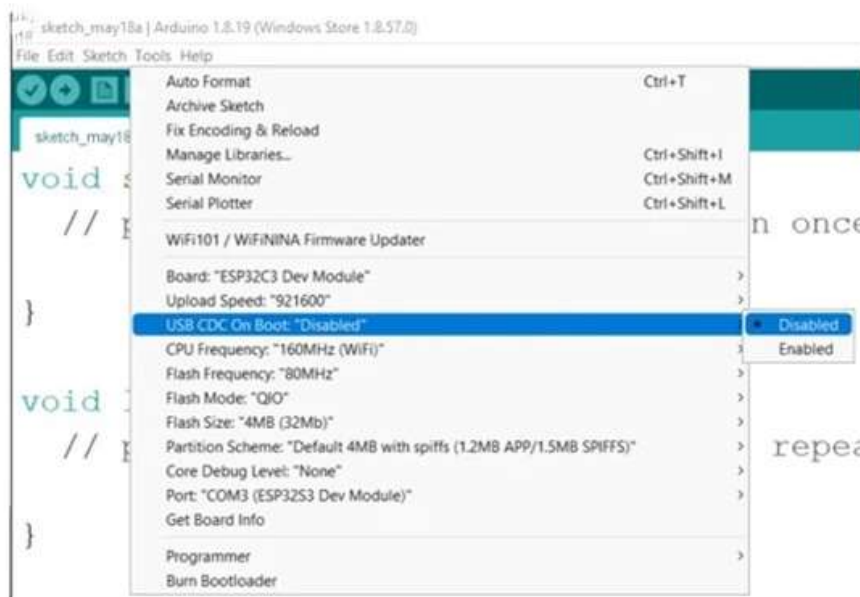 sketch_may18a | Arduino 1.8.19 (Windows Store 1.8.57.0)
File Edit Sketch Tools Help
sketch_may18
Auto Format Ctrl+T
Archive Sketch
Fix Encoding & Reload
Manage Libraries... Ctrl+Shift+I
Serial Monitor Ctrl+Shift+M
Serial Plotter Ctrl+Shift+L
WiFi101 / WiFiNINA Firmware Updater
Board: "ESP32C3 Dev Module"
Upload Speed: "921600"
USB CDC On Boot: "Disabled"
Disabled
Enabled
CPU Frequency: "160MHz (WiFi)"
Flash Frequency: "80MHz"
Flash Mode: "QIO"
Flash Size: "4MB (32Mb)"
Partition Scheme: "Default 4MB with spiffs (1.2MB APP/1.5MB SPIFFS)"
Core Debug Level: "None"
Port: "COM3 (ESP32S3 Dev Module)"
Get Board Info
Programmer
Burn Bootloader
void s
// p n once
}
void l
// p repea
}